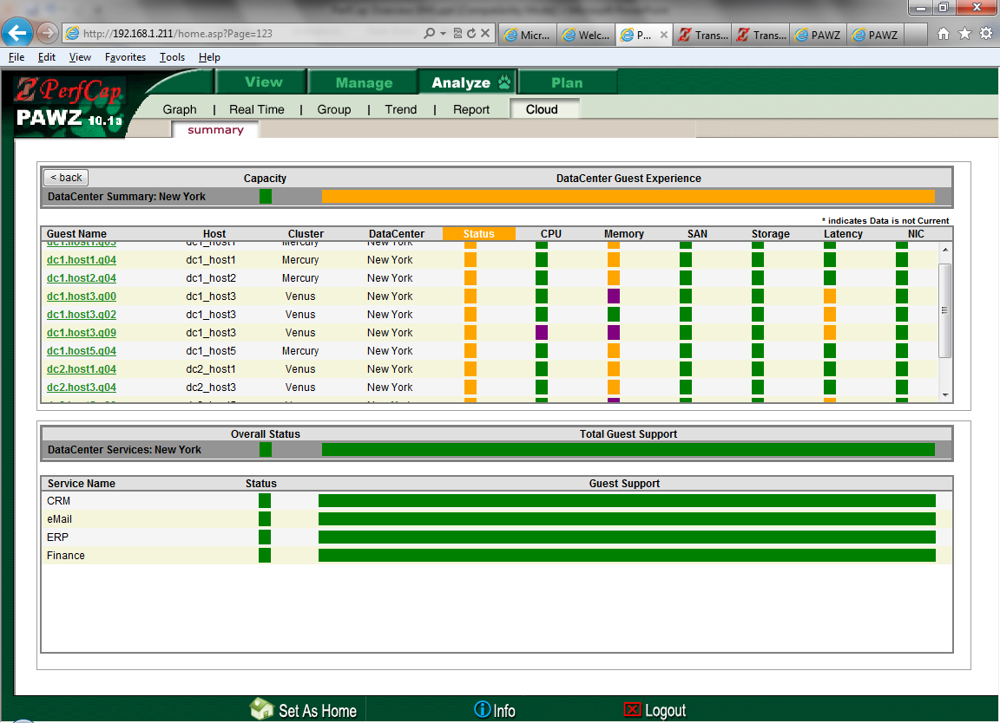 http://192.168.1.211/home.asp?Page=123
Micr... Welc... P... Trans... Trans... PAWZ PAWZ
File Edit View Favorites Tools Help
PerfCap
PAWZ 10.1a
View Manage Analyze Plan
Graph | Real Time | Group | Trend | Report Cloud
summary
< back Capacity DataCenter Guest Experience
DataCenter Summary: New York
* indicates Data is not Current
Guest Name Host Cluster DataCenter Status CPU Memory SAN Storage Latency NIC
dc1_host1 Mercury New York
dc1.host1.g04 dc1_host1 Mercury New York
dc1.host2.g04 dc1_host2 Mercury New York
dc1.host3.g00 dc1_host3 Venus New York
dc1.host3.g02 dc1_host3 Venus New York
dc1.host3.g09 dc1_host3 Venus New York
dc1.host5.g04 dc1_host5 Mercury New York
dc2.host1.g04 dc2_host1 Venus New York
dc2.host3.g04 dc2_host3 Venus New York
Overall Status Total Guest Support
DataCenter Services: New York
Service Name Status Guest Support
CRM
eMail
ERP
Finance
Set As Home Info Logout